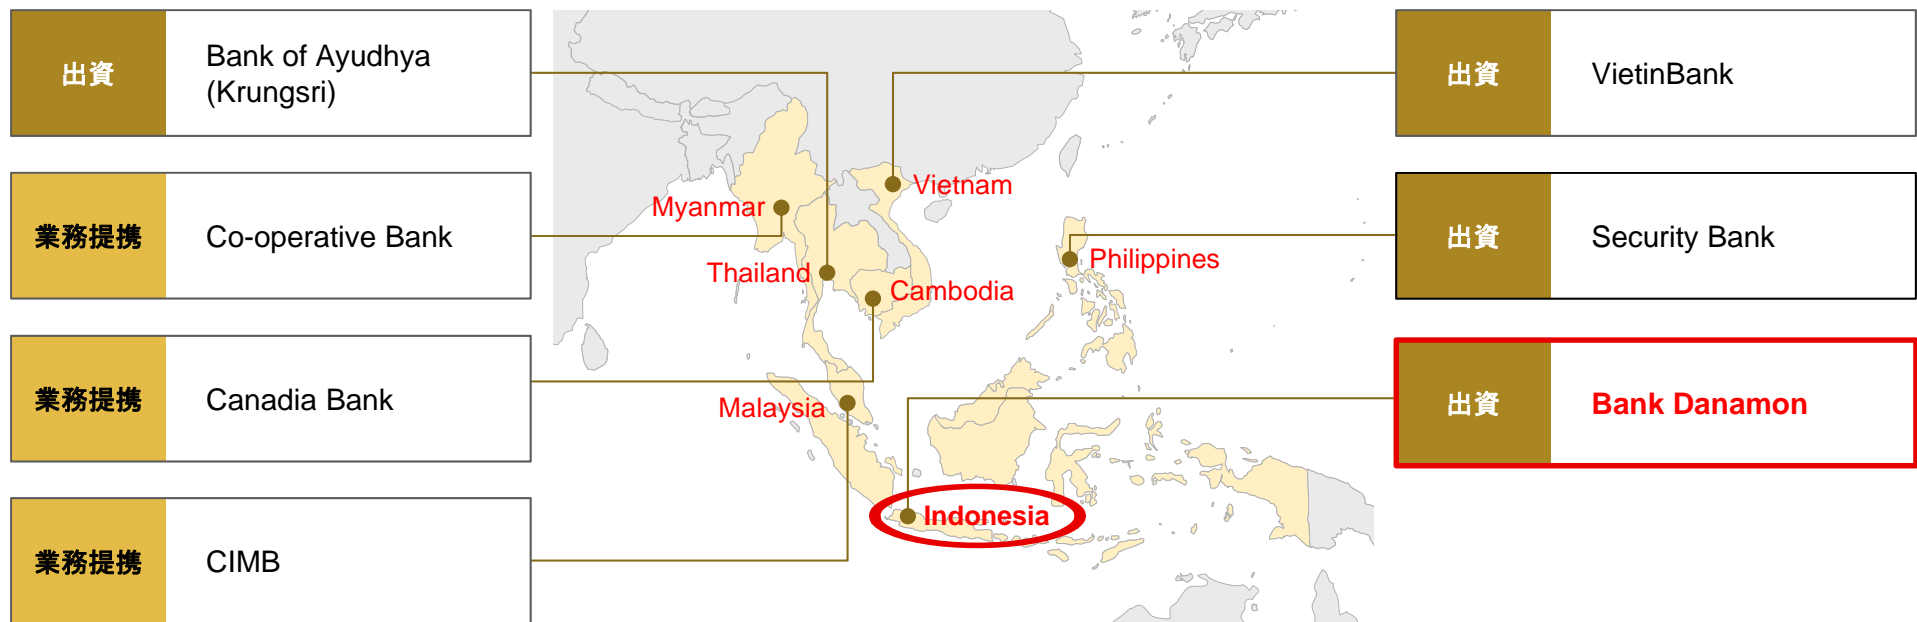 出資
Bank of Ayudhya
(Krungsri)
業務提携
Co-operative Bank
業務提携
Canadia Bank
業務提携
CIMB
Vietnam
Myanmar
Thailand
Cambodia
Philippines
Malaysia
Indonesia
出資
VietinBank
出資
Security Bank
出資
Bank Danamon